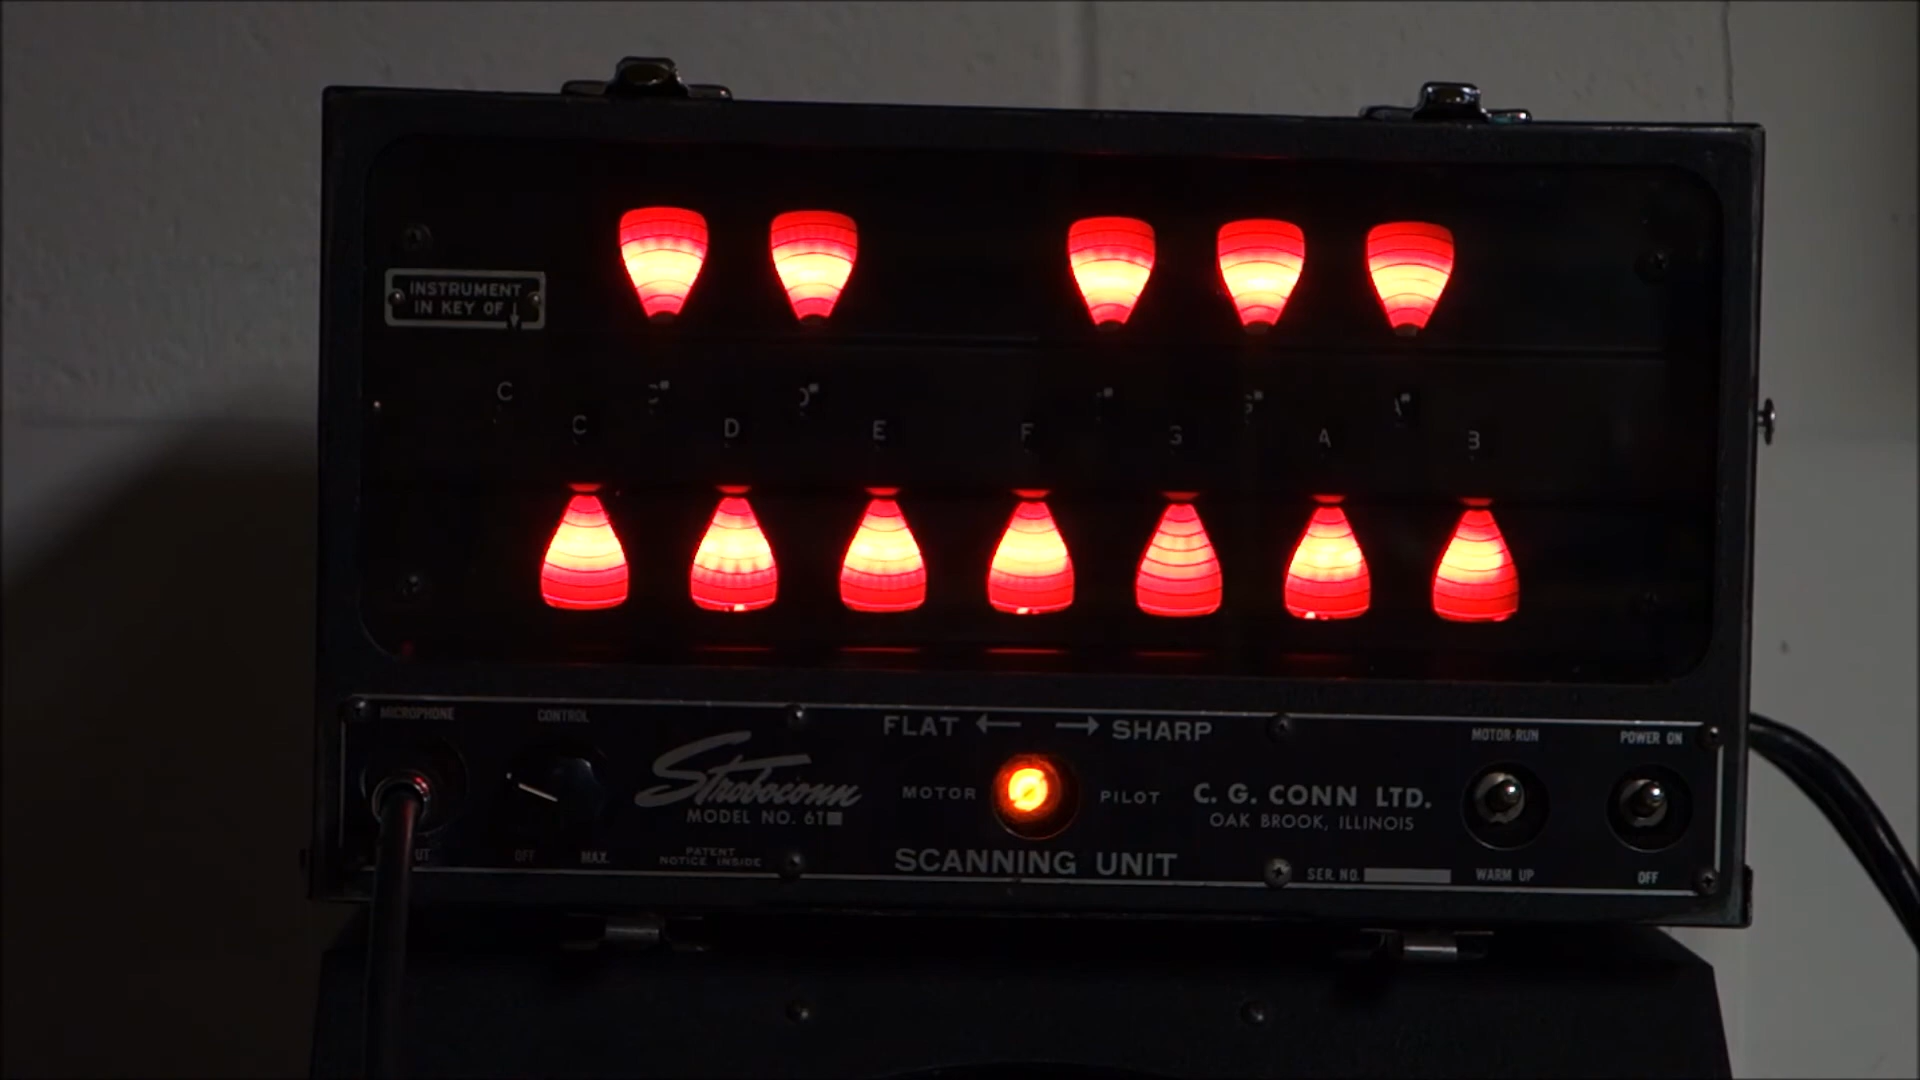 INSTRUMENT
IN KEY OF ↓
C
C D E F G A B
MICROPHONE
CONTROL
OFF
MAX.
Stroboconn
MODEL NO. 6T
PATENT
NOTICE INSIDE
FLAT ← → SHARP
MOTOR PILOT
SCANNING UNIT
C. G. CONN LTD.
OAK BROOK, ILLINOIS
SER. NO.
MOTOR-RUN
WARM UP
POWER ON
OFF